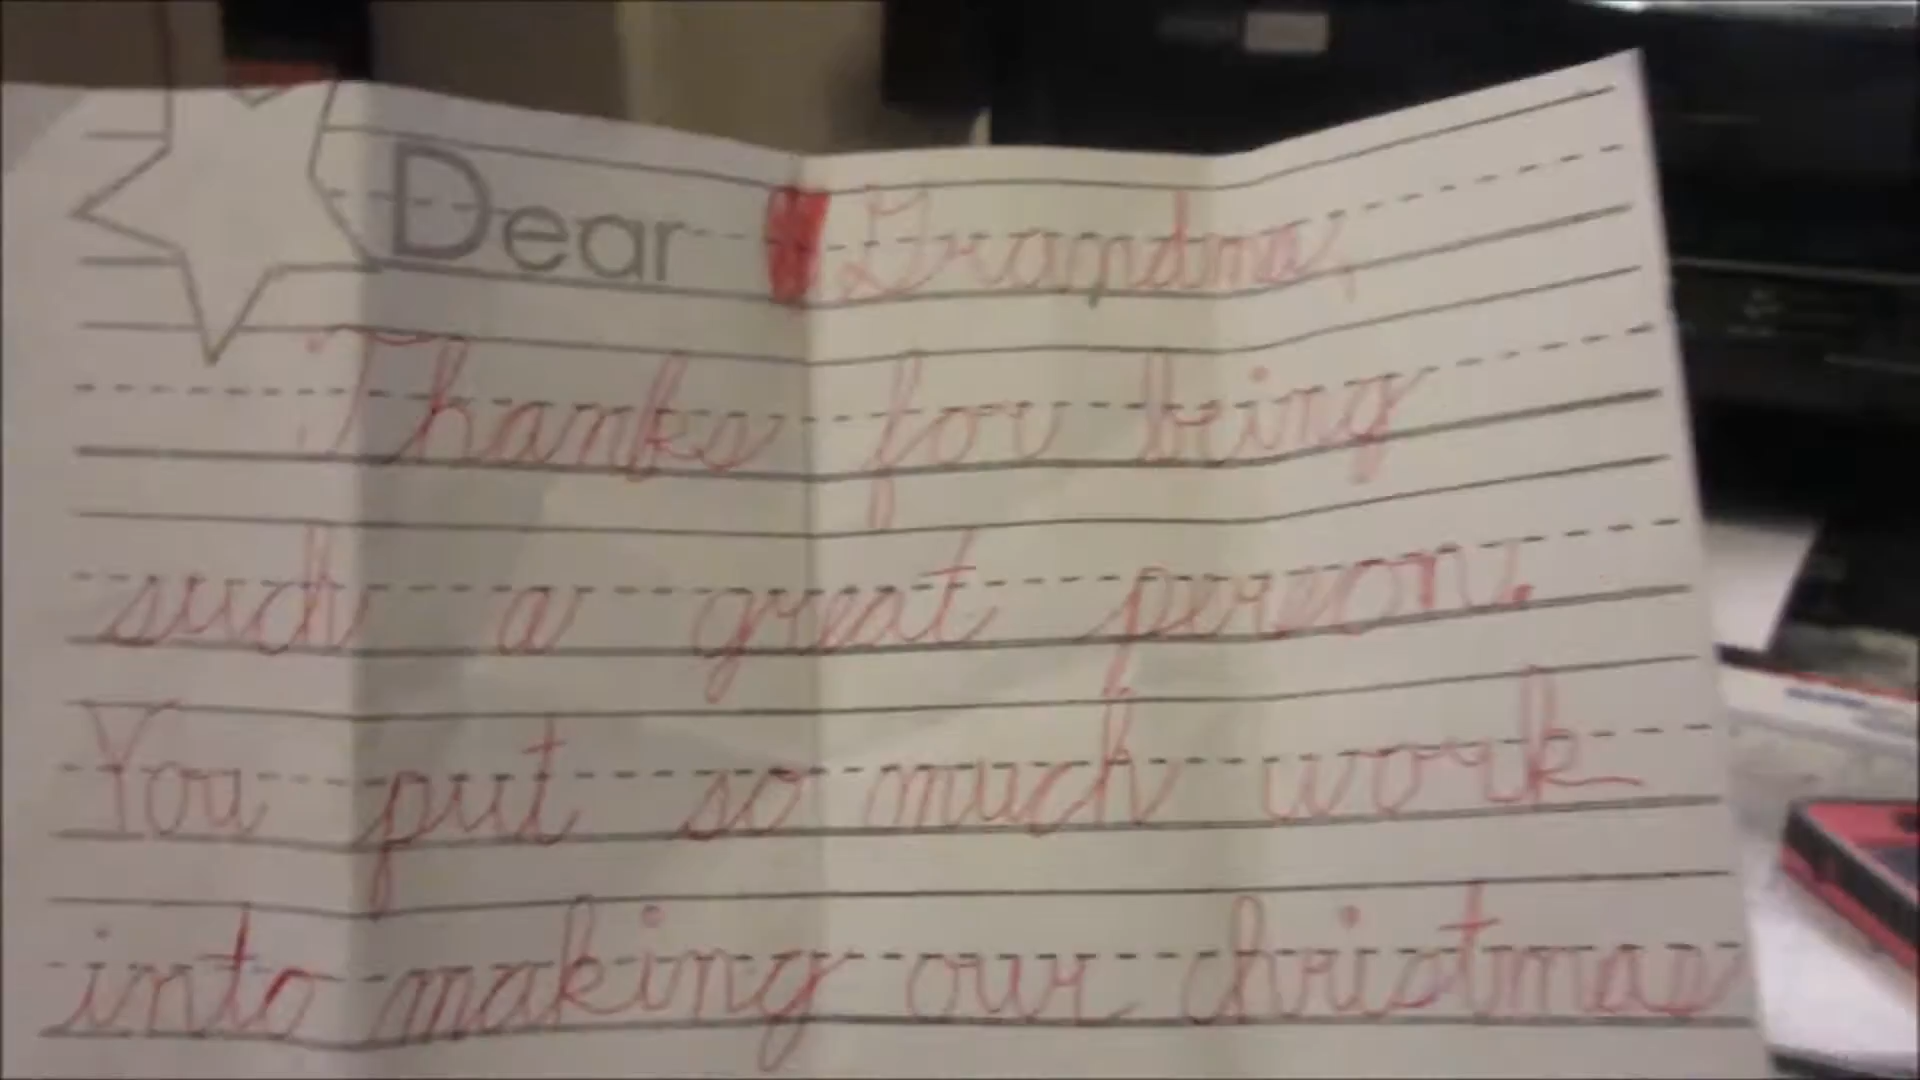 Dear Grandma,
Thanks for being
such a great person.
You put so much work
into making our christmas